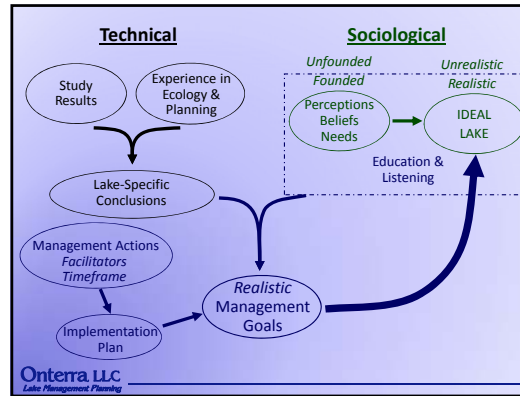 Technical
Sociological
Study
Results
Experience in
Ecology &
Planning
Unfounded
Founded
Unrealistic
Realistic
Perceptions
Beliefs
Needs
IDEAL
LAKE
Education &
Listening
Lake-Specific
Conclusions
Management Actions
Facilitators
Timeframe
Realistic
Management
Goals
Implementation
Plan
Onterra LLC
Lake Management Planning